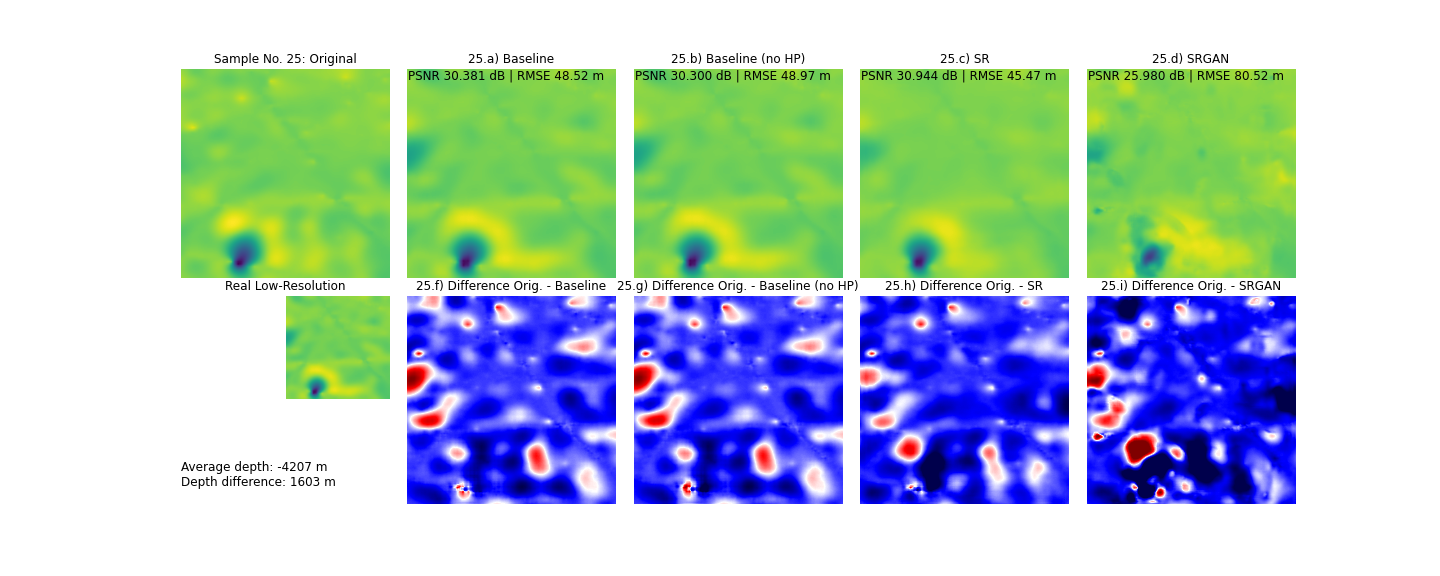 Sample No. 25: Original
25.a) Baseline
25.b) Baseline (no HP)
25.c) SR
25.d) SRGAN
PSNR 30.381 dB | RMSE 48.52 m
PSNR 30.300 dB | RMSE 48.97 m
PSNR 30.944 dB | RMSE 45.47 m
PSNR 25.980 dB | RMSE 80.52 m
Real Low-Resolution
25.f) Difference Orig. - Baseline
25.g) Difference Orig. - Baseline (no HP)
25.h) Difference Orig. - SR
25.i) Difference Orig. - SRGAN
Average depth: -4207 m
Depth difference: 1603 m